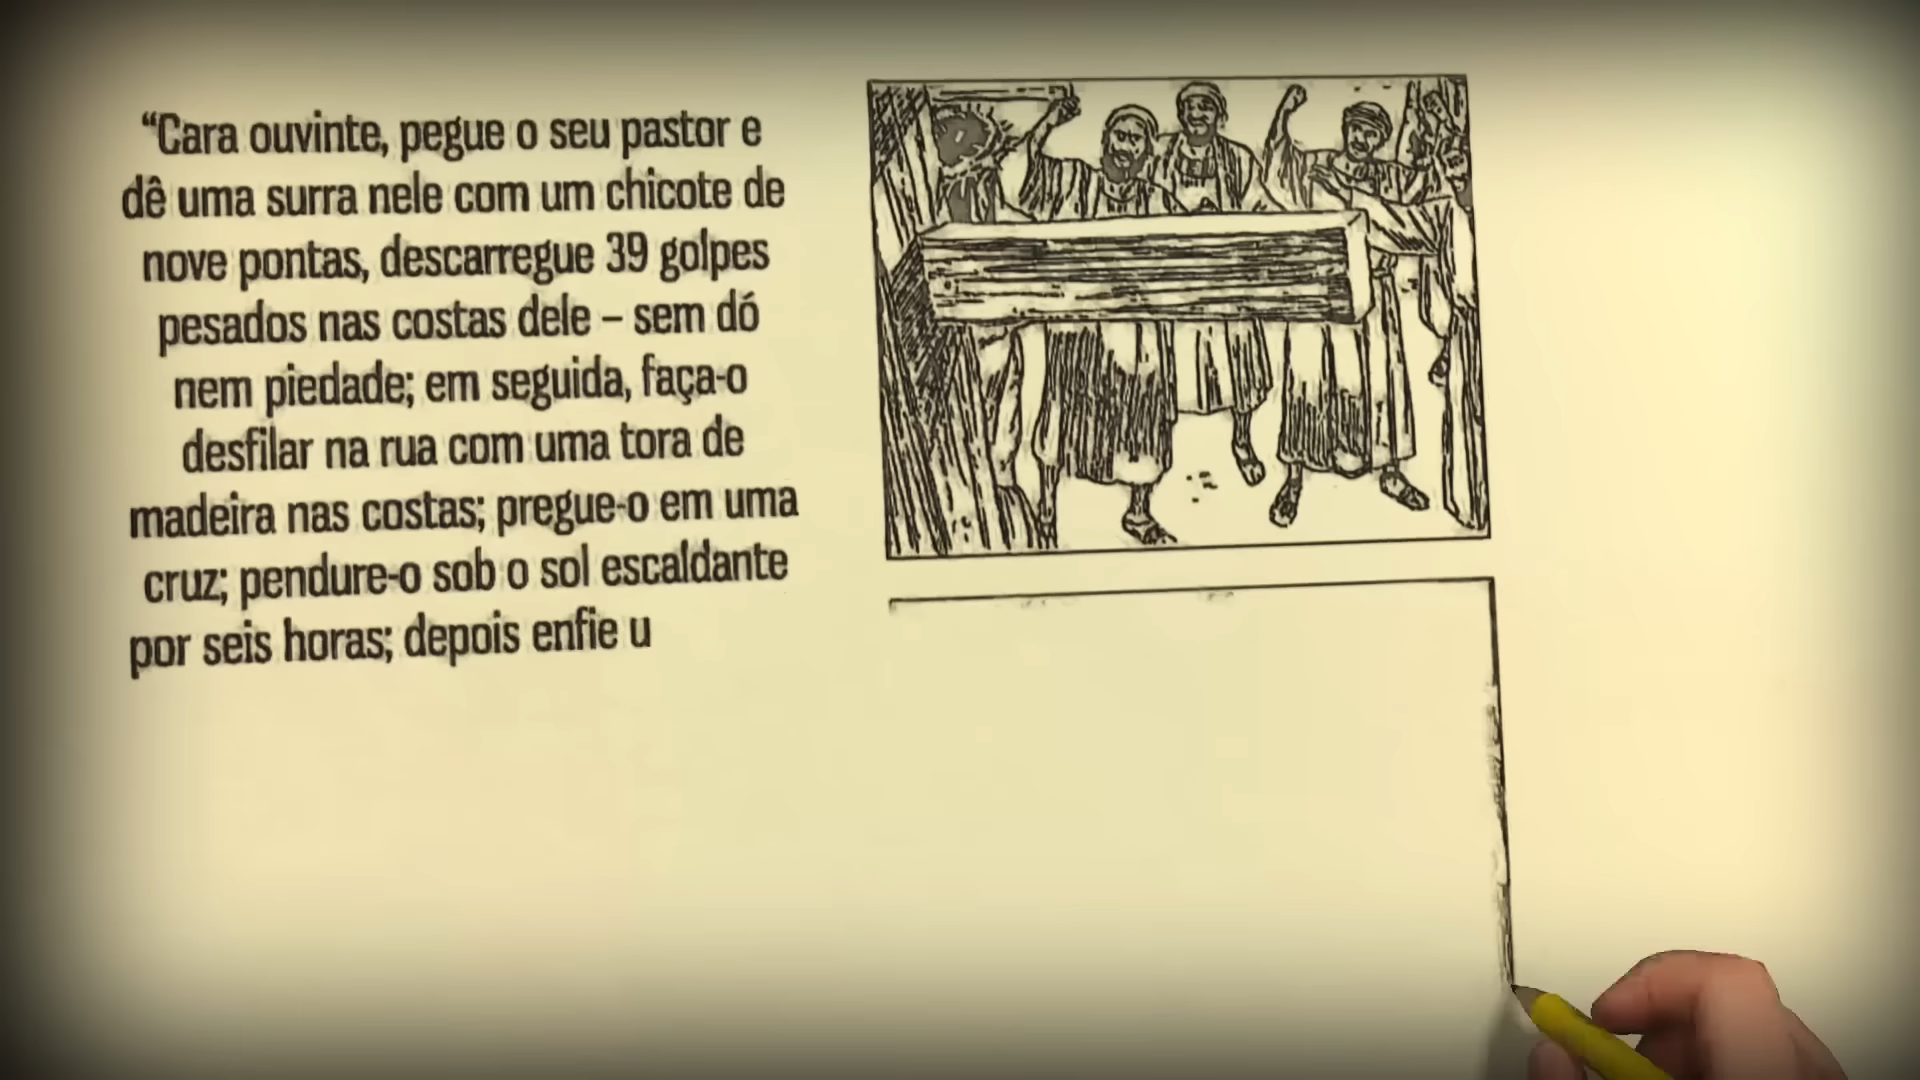 “Cara ouvinte, pegue o seu pastor e
dê uma surra nele com um chicote de
nove pontas, descarregue 39 golpes
pesados nas costas dele – sem dó
nem piedade; em seguida, faça-o
desfilar na rua com uma tora de
madeira nas costas; pregue-o em uma
cruz; pendure-o sob o sol escaldante
por seis horas; depois enfie u